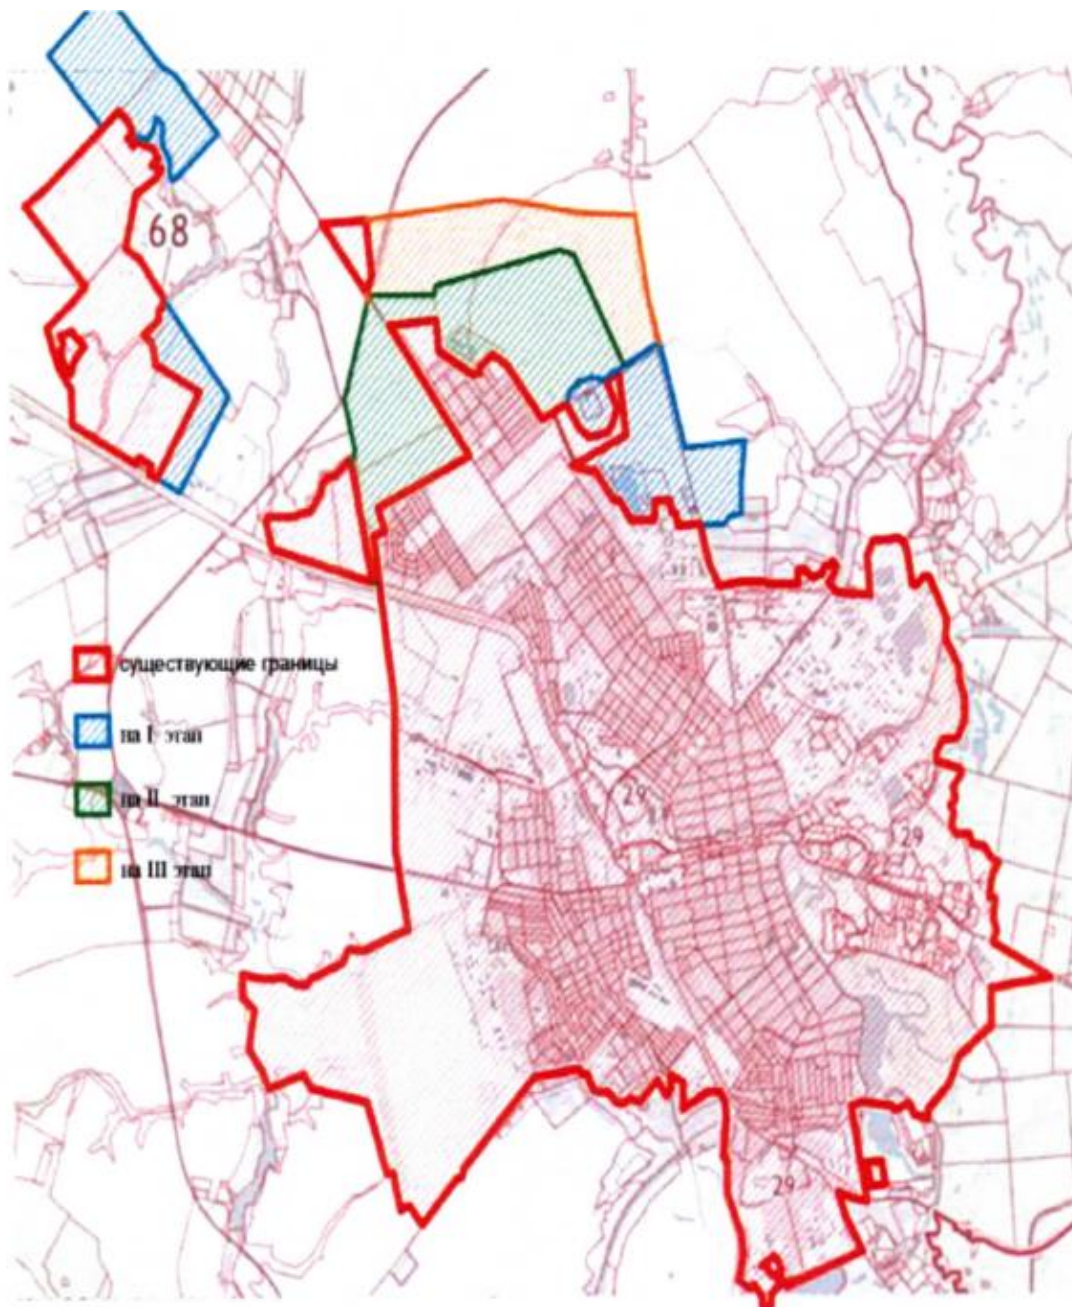 68
существующие границы
на I этап
на II этап
на III этап
29
29
29